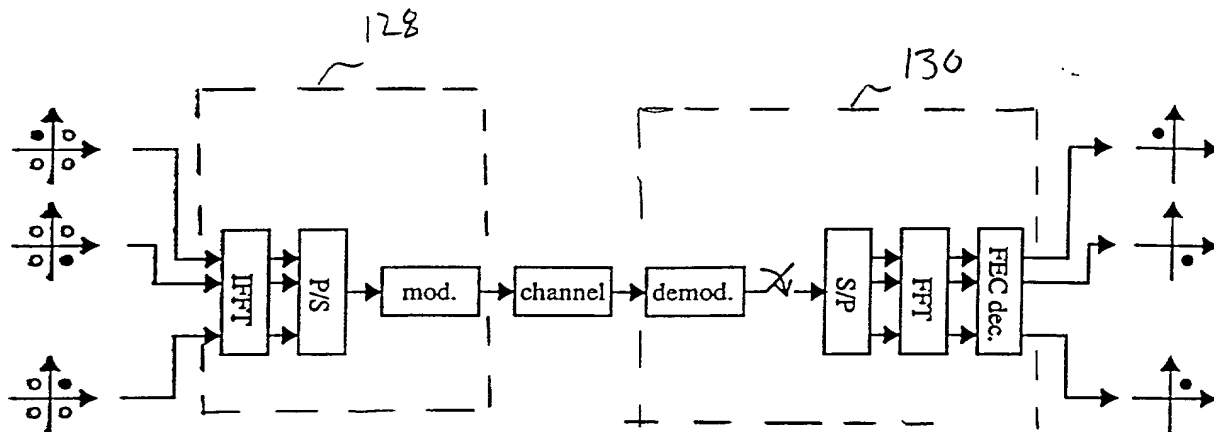 128
130
IFFT
P/S
mod.
channel
demod.
S/P
FFT
FEC dec.